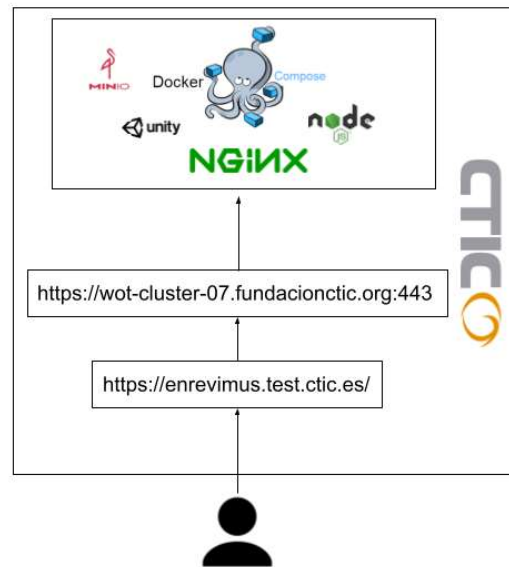 MINIO
Docker
Compose
unity
node
JS
NGINX
CTIC
https://wot-cluster-07.fundacionctic.org:443
https://enrevimus.test.ctic.es/